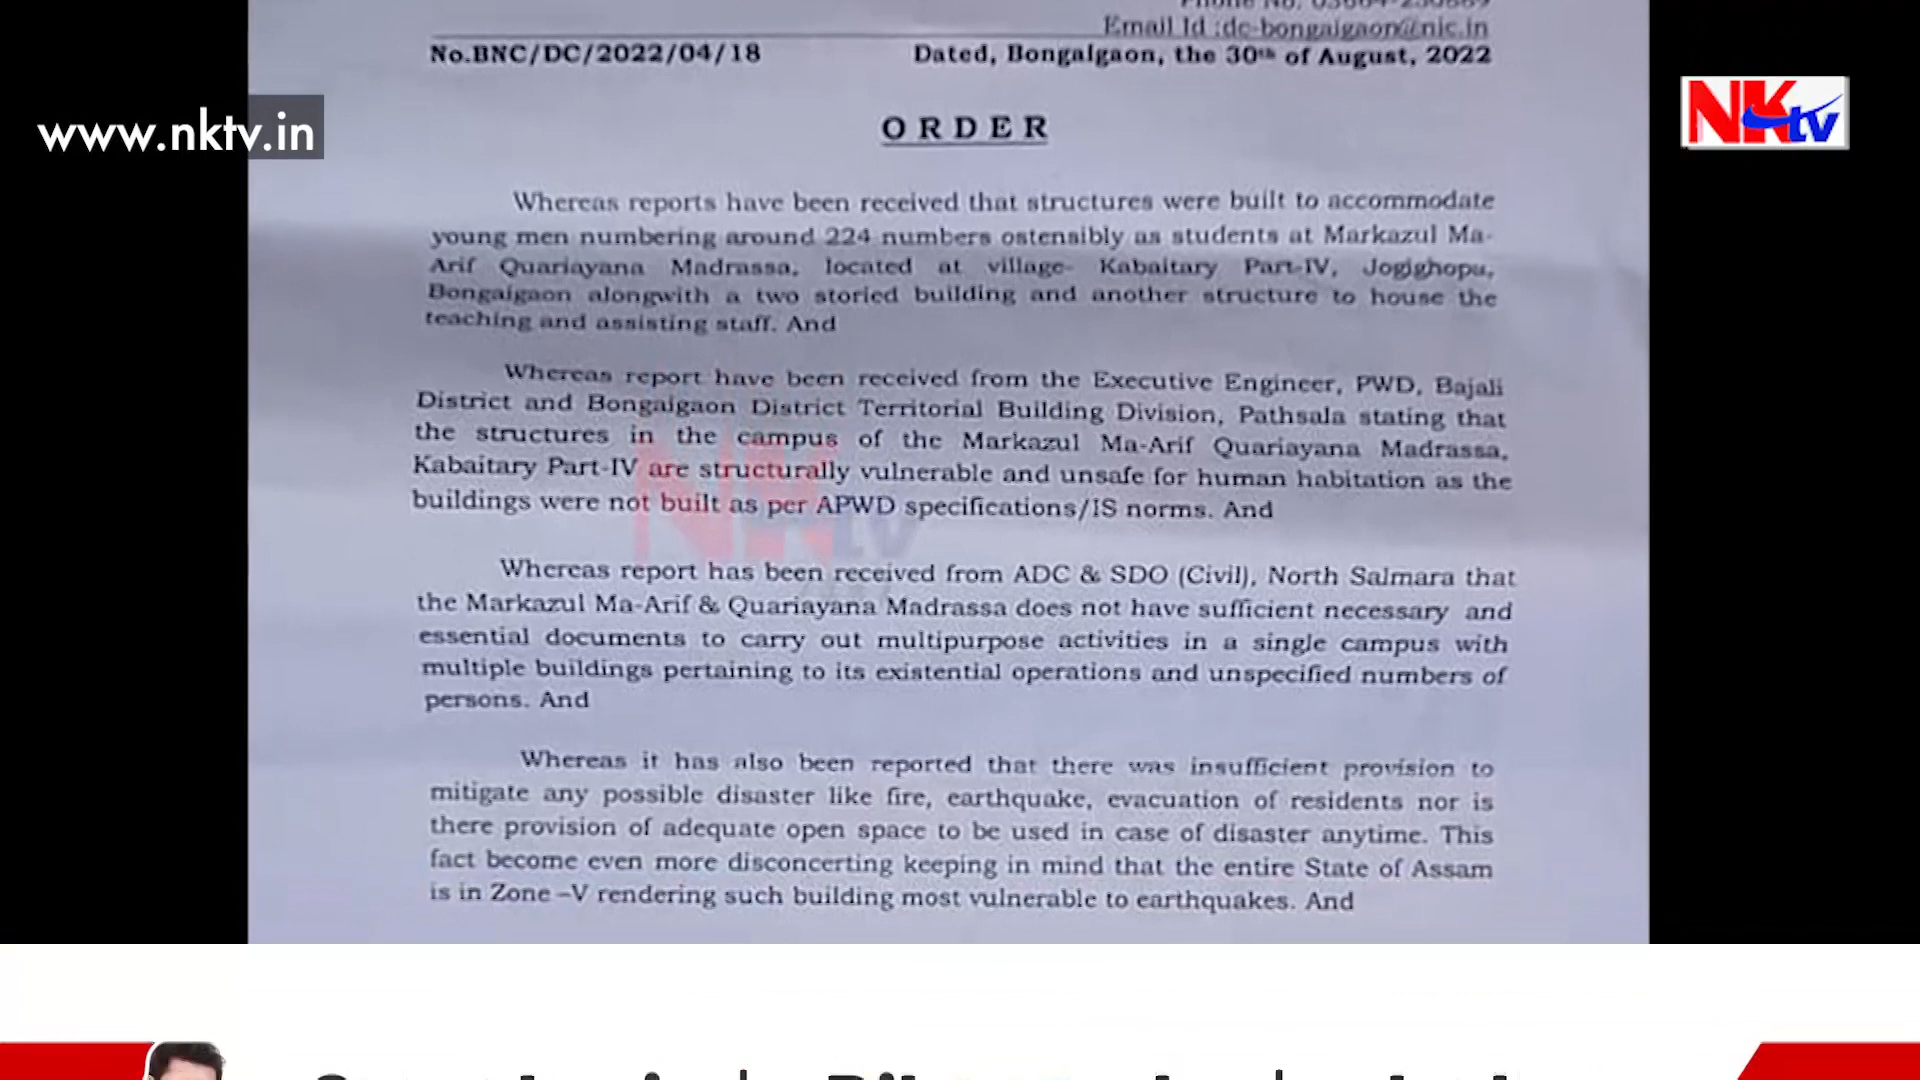 Email Id :dc-bongaigaon@nic.in
No.BNC/DC/2022/04/18 Dated, Bongaigaon, the 30th of August, 2022
www.nktv.in
NKtv
ORDER
Whereas reports have been received that structures were built to accommodate
young men numbering around 224 numbers ostensibly as students at Markazul Ma-
Arif Quariayana Madrassa, located at village- Kabaitary Part-IV, Jogighopu,
Bongaigaon alongwith a two storied building and another structure to house the
teaching and assisting staff. And
Whereas report have been received from the Executive Engineer, PWD, Bajali
District and Bongaigaon District Territorial Building Division, Pathsala stating that
the structures in the campus of the Markazul Ma-Arif Quariayana Madrassa,
Kabaitary Part-IV are structurally vulnerable and unsafe for human habitation as the
buildings were not built as per APWD specifications/IS norms. And
NKtv
Whereas report has been received from ADC & SDO (Civil), North Salmara that
the Markazul Ma-Arif & Quariayana Madrassa does not have sufficient necessary and
essential documents to carry out multipurpose activities in a single campus with
multiple buildings pertaining to its existential operations and unspecified numbers of
persons. And
Whereas it has also been reported that there was insufficient provision to
mitigate any possible disaster like fire, earthquake, evacuation of residents nor is
there provision of adequate open space to be used in case of disaster anytime. This
fact become even more disconcerting keeping in mind that the entire State of Assam
is in Zone –V rendering such building most vulnerable to earthquakes. And